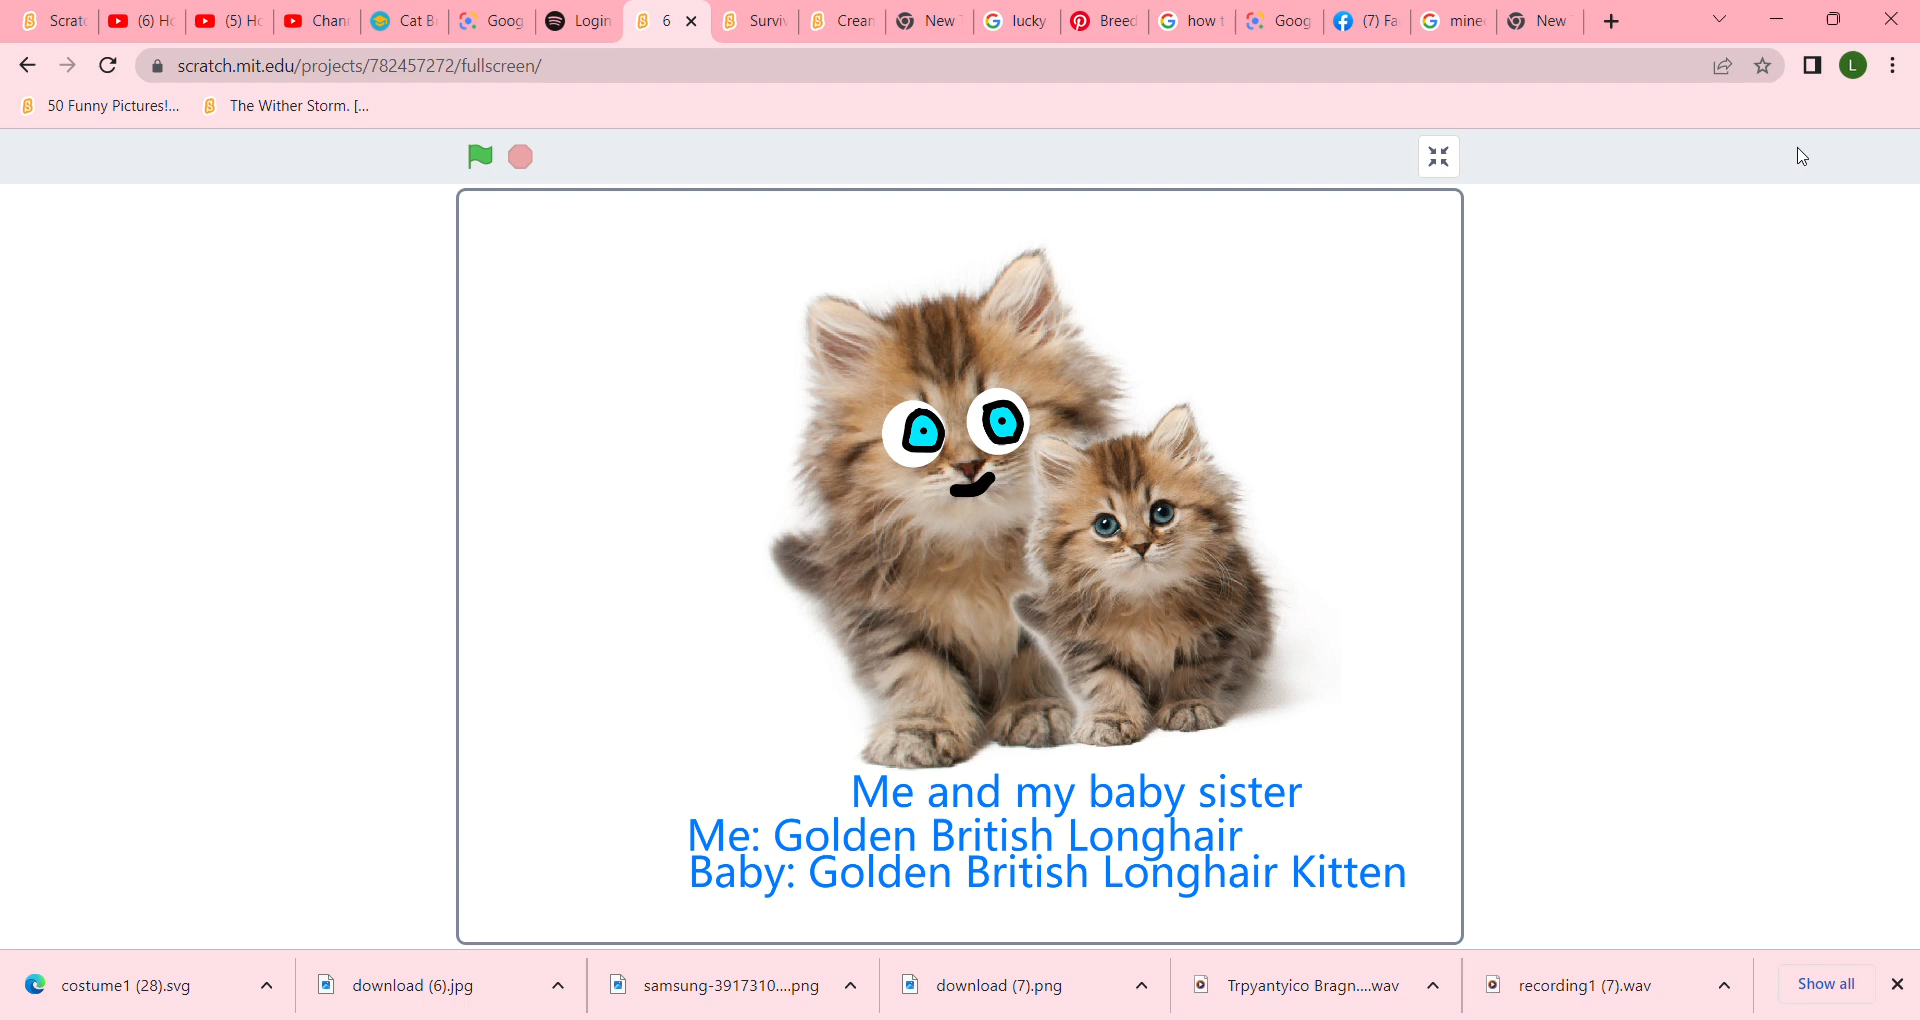 Scratc
(6) Hc
(5) Hc
Chann
Cat B
Goog
Login
6
Surviv
Crean
New T
lucky
Breed
how t
Goog
(7) Fa
mine
New
scratch.mit.edu/projects/782457272/fullscreen/
L
50 Funny Pictures!...
The Wither Storm. [...
Me and my baby sister
Me: Golden British Longhair
Baby: Golden British Longhair Kitten
costume1 (28).svg
download (6).jpg
samsung-3917310....png
download (7).png
Trpyantyico Bragn....wav
recording1 (7).wav
Show all